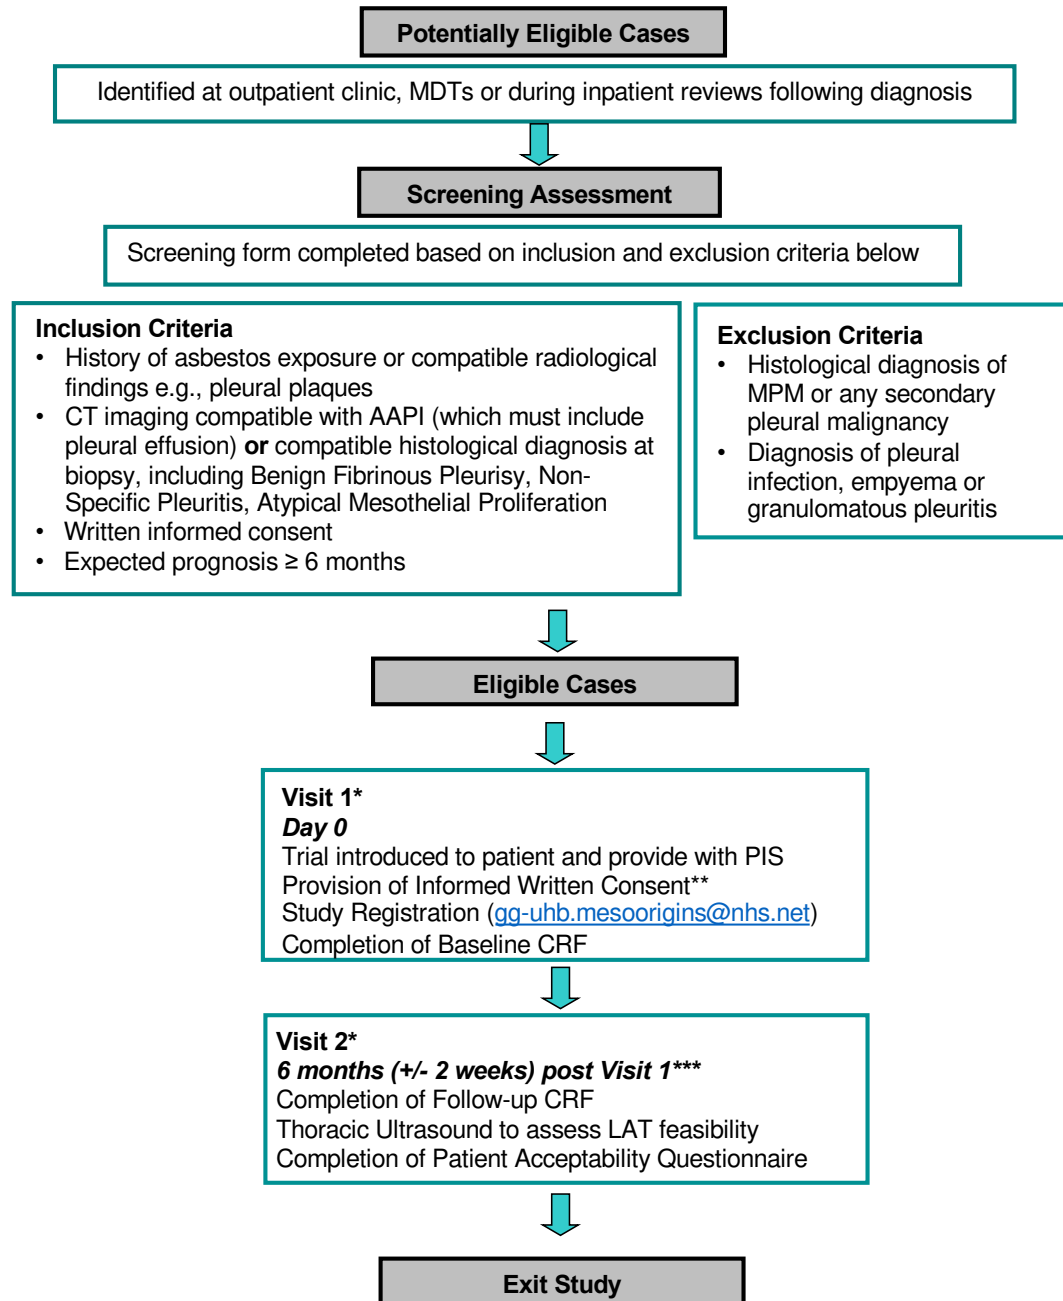 Potentially Eligible Cases
Identified at outpatient clinic, MDTs or during inpatient reviews following diagnosis
Screening Assessment
Screening form completed based on inclusion and exclusion criteria below
Inclusion Criteria
• History of asbestos exposure or compatible radiological
findings e.g., pleural plaques
• CT imaging compatible with AAPI (which must include
pleural effusion) or compatible histological diagnosis at
biopsy, including Benign Fibrinous Pleurisy, Non-
Specific Pleuritis, Atypical Mesothelial Proliferation
• Written informed consent
• Expected prognosis ≥ 6 months
Exclusion Criteria
• Histological diagnosis of
MPM or any secondary
pleural malignancy
• Diagnosis of pleural
infection, empyema or
granulomatous pleuritis
Eligible Cases
Visit 1*
Day 0
Trial introduced to patient and provide with PIS
Provision of Informed Written Consent**
Study Registration (gg-uhb.mesoorigins@nhs.net)
Completion of Baseline CRF
Visit 2*
6 months (+/- 2 weeks) post Visit 1***
Completion of Follow-up CRF
Thoracic Ultrasound to assess LAT feasibility
Completion of Patient Acceptability Questionnaire
Exit Study